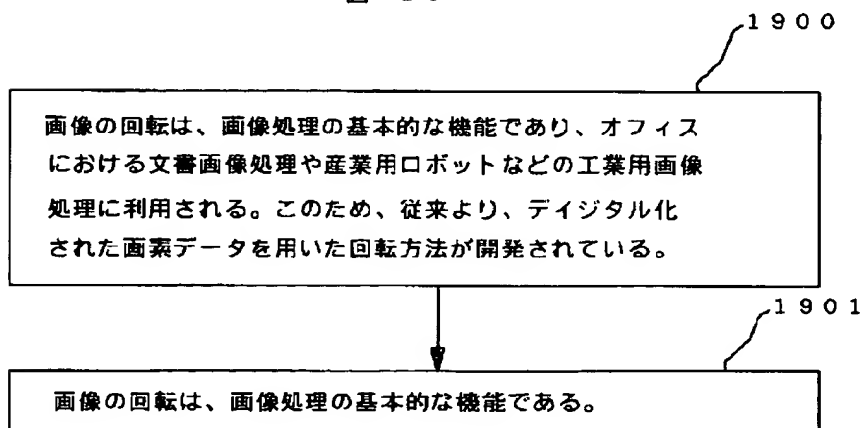 1900
画像の回転は、画像処理の基本的な機能であり、オフィス
における文書画像処理や産業用ロボットなどの工業用画像
処理に利用される。このため、従来より、デイジタル化
された画素データを用いた回転方法が開発されている。
1901
画像の回転は、画像処理の基本的な機能である。